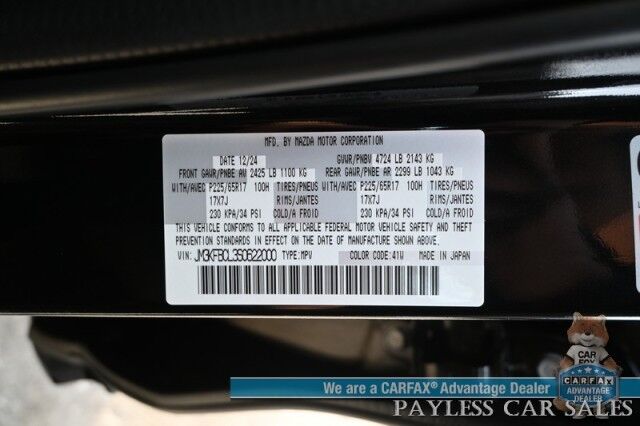 MFD. BY MAZDA MOTOR CORPORATION
DATE 12/24 GVWR/PNBV 4724 LB 2143 KG
FRONT GAWR/PNBE AV 2425 LB 1100 KG REAR GAWR/PNBE AR 2299 LB 1043 KG
WITH/AVEC P225/65R17 100H TIRES/PNEUS WITH/AVEC P225/65R17 100H TIRES/PNEUS
17X7J RIMS/JANTES 17X7J RIMS/JANTES
230 KPA/34 PSI COLD/A FROID 230 KPA/34 PSI COLD/A FROID
THIS VEHICLE CONFORMS TO ALL APPLICABLE FEDERAL MOTOR VEHICLE SAFETY AND THEFT
PREVENTION STANDARDS IN EFFECT ON THE DATE OF MANUFACTURE SHOWN ABOVE.
VIN: JM3KFBCL3S0622000 TYPE:MPV COLOR CODE:41W MADE IN JAPAN
CAR
FOX
CARFAX
Advantage
DEALER
We are a CARFAX® Advantage Dealer
PAYLESS CAR SALES